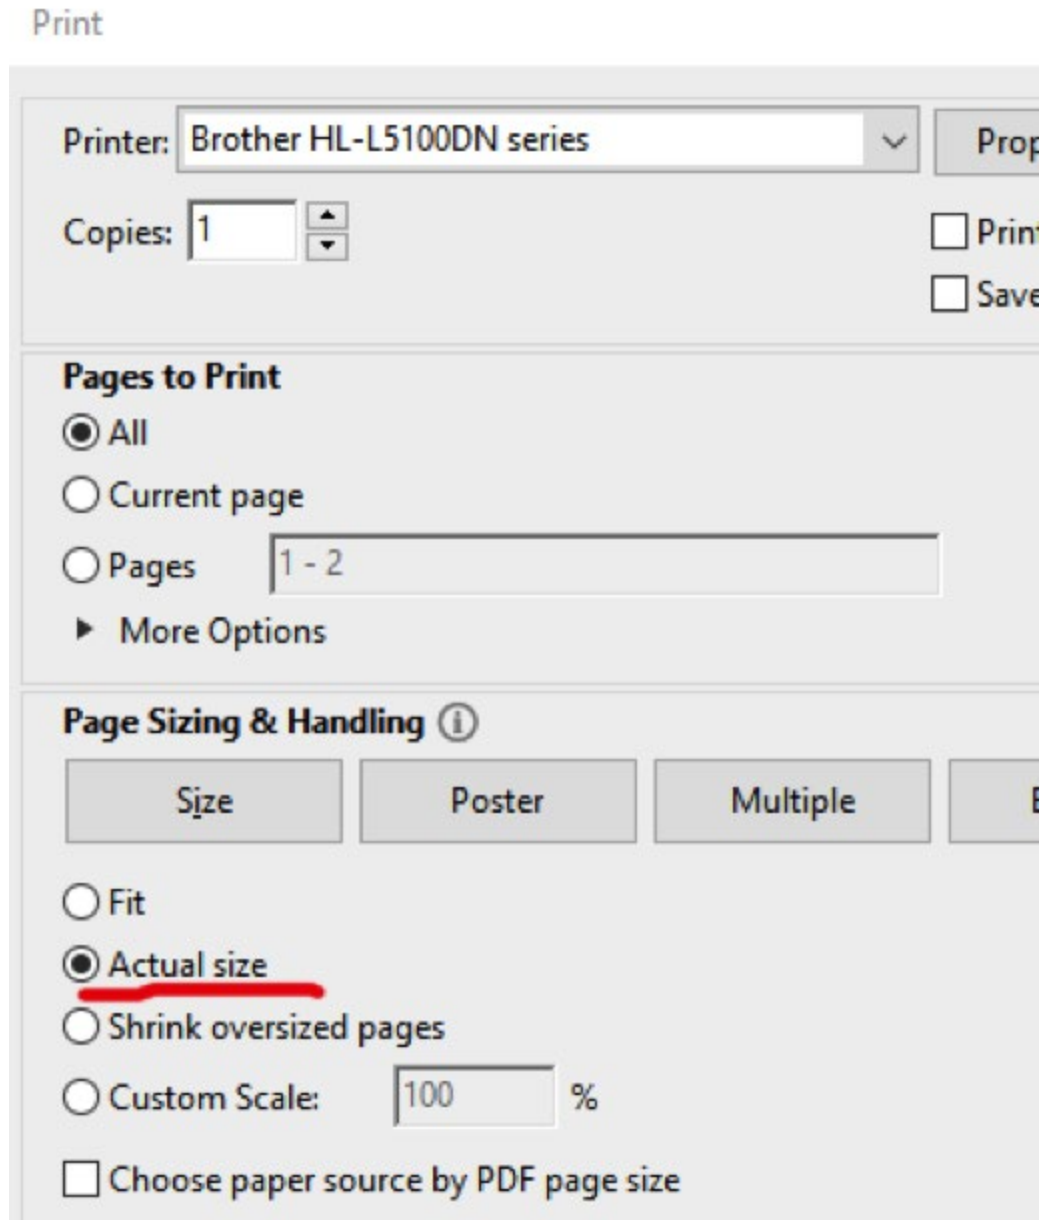 Print
Printer: Brother HL-L5100DN series
Copies: 1
Pages to Print
All
Current page
Pages 1 - 2
More Options
Page Sizing & Handling
Size Poster Multiple
Fit
Actual size
Shrink oversized pages
Custom Scale: 100 %
Choose paper source by PDF page size